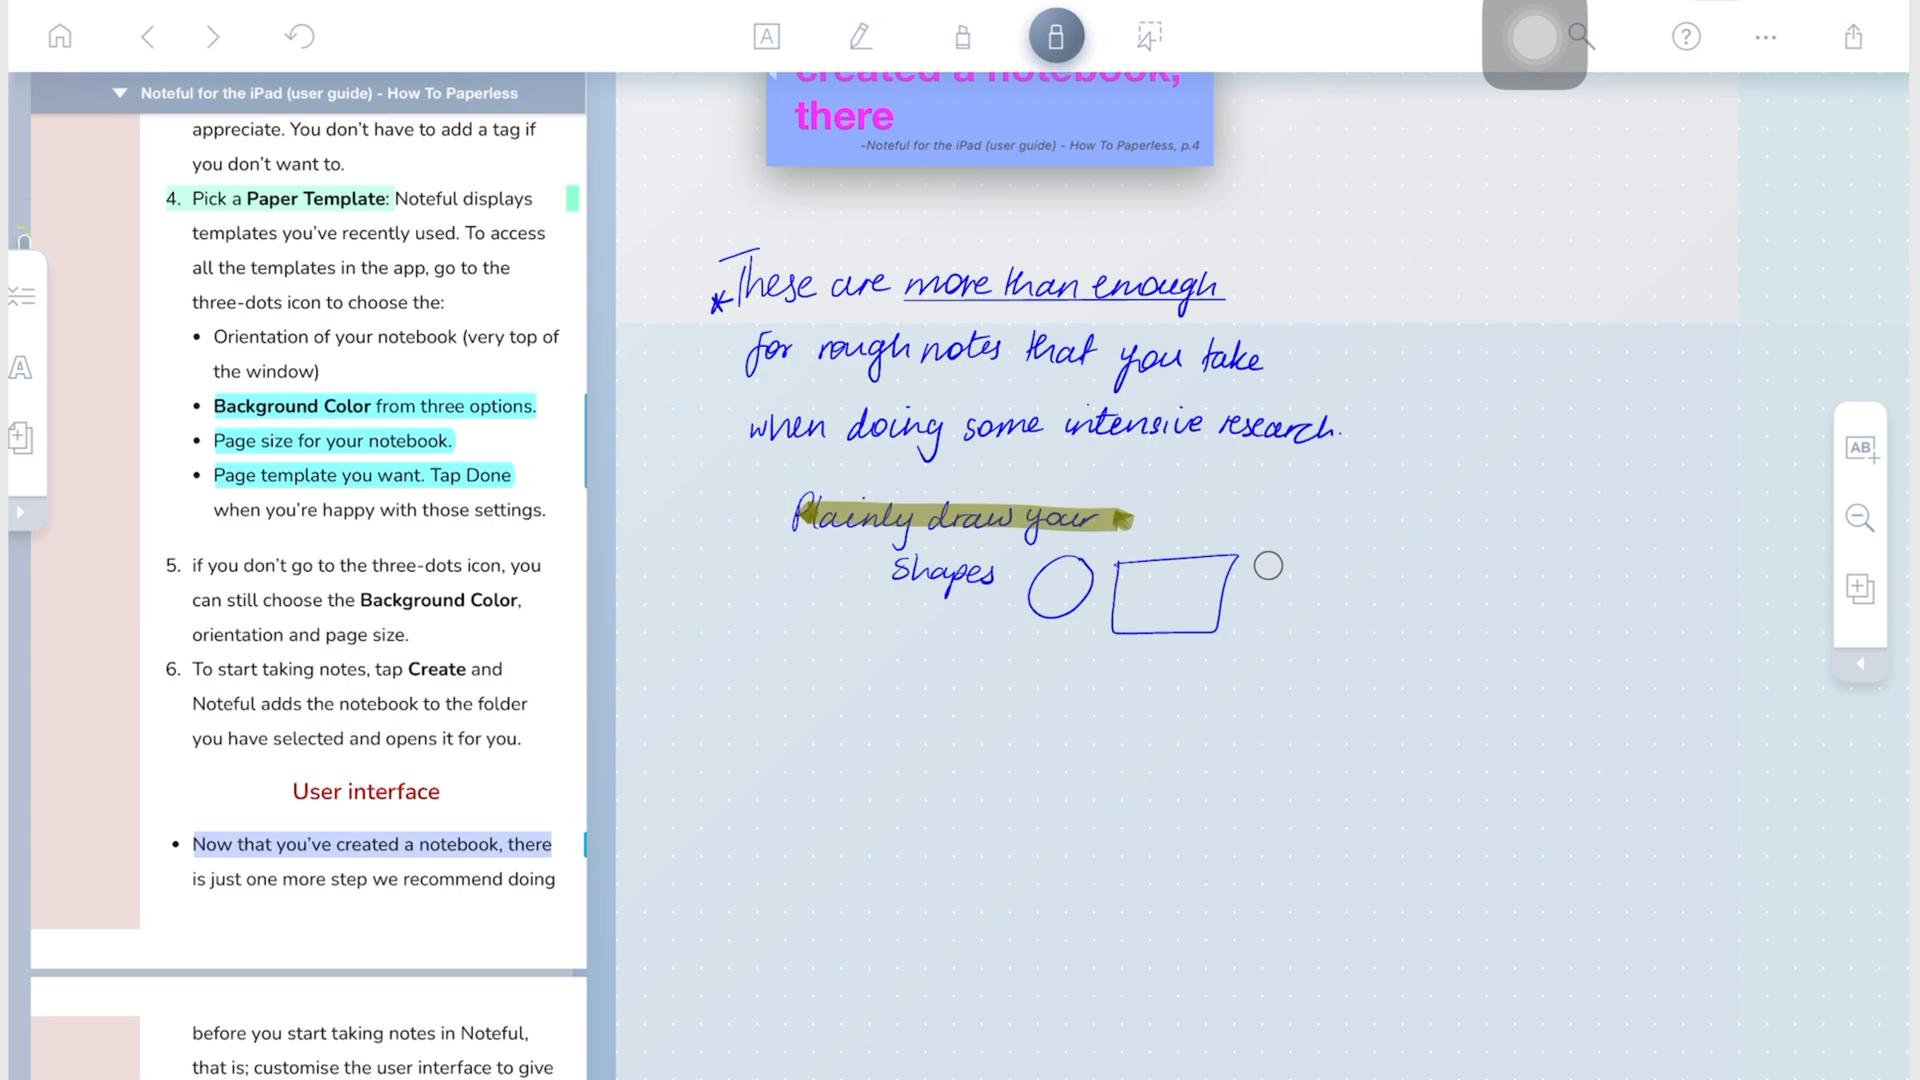 A
?
Noteful for the iPad (user guide) - How To Paperless
appreciate. You don't have to add a tag if
you don't want to.
4. Pick a Paper Template: Noteful displays
templates you've recently used. To access
all the templates in the app, go to the
three-dots icon to choose the:
• Orientation of your notebook (very top of
the window)
• Background Color from three options.
• Page size for your notebook.
• Page template you want. Tap Done
when you're happy with those settings.
5. if you don't go to the three-dots icon, you
can still choose the Background Color,
orientation and page size.
6. To start taking notes, tap Create and
Noteful adds the notebook to the folder
you have selected and opens it for you.
User interface
• Now that you've created a notebook, there
is just one more step we recommend doing
before you start taking notes in Noteful,
that is; customise the user interface to give
A
created a notebook,
there
-Noteful for the iPad (user guide) - How To Paperless, p.4
*These are more than enough
for rough notes that you take
when doing some intensive research.
Plainly draw your
shapes
AB